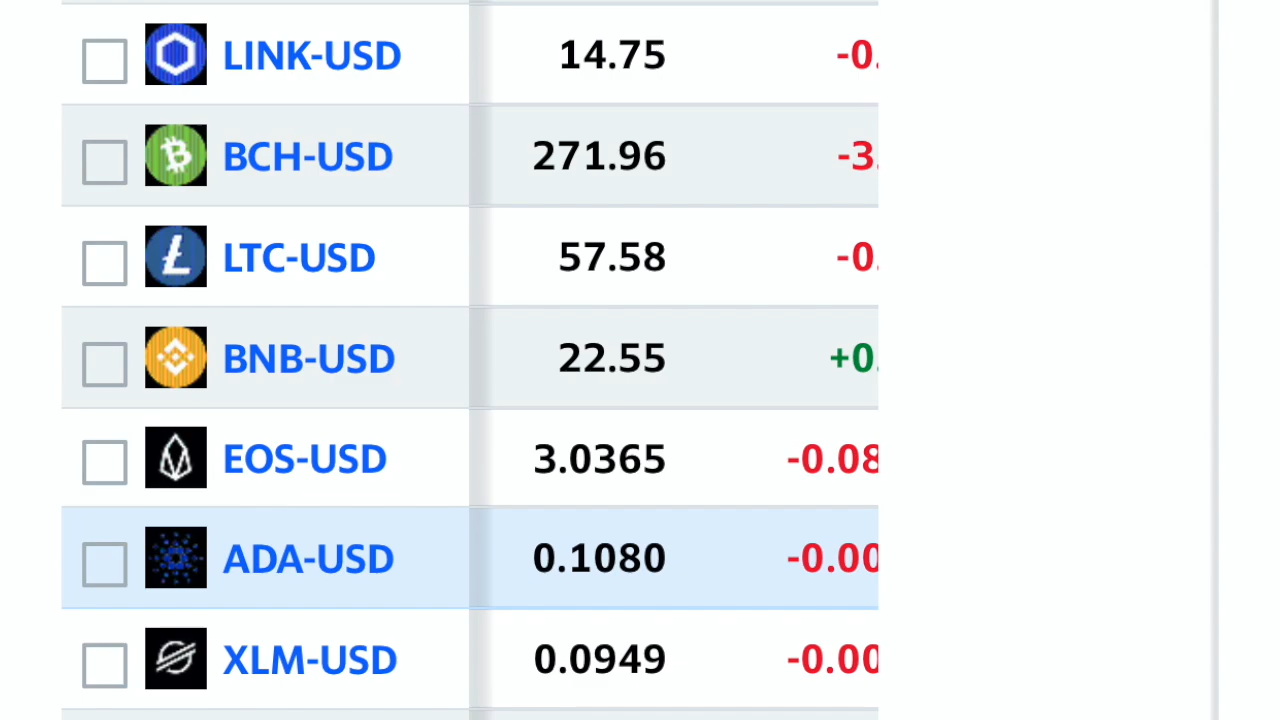 LINK-USD 14.75 -0.
BCH-USD 271.96 -3.
LTC-USD 57.58 -0.
BNB-USD 22.55 +0.
EOS-USD 3.0365 -0.08
ADA-USD 0.1080 -0.00
XLM-USD 0.0949 -0.00